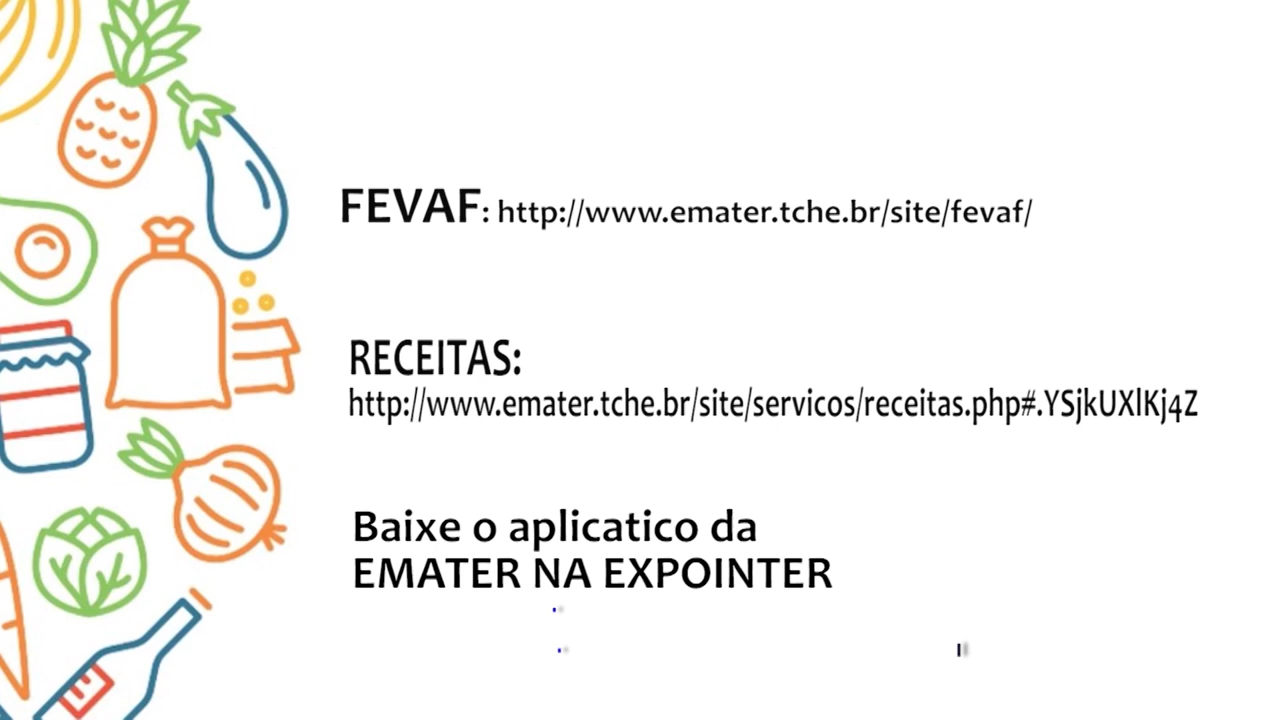 FEVAF: http://www.emater.tche.br/site/fevaf/
RECEITAS:
http://www.emater.tche.br/site/servicos/receitas.php#.YSjkUXlKj4Z
Baixe o aplicatico da
EMATER NA EXPOINTER